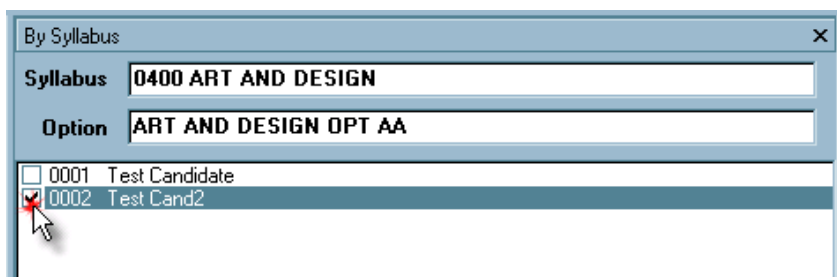 By Syllabus
Syllabus 0400 ART AND DESIGN
Option ART AND DESIGN OPT AA
0001 Test Candidate
0002 Test Cand2